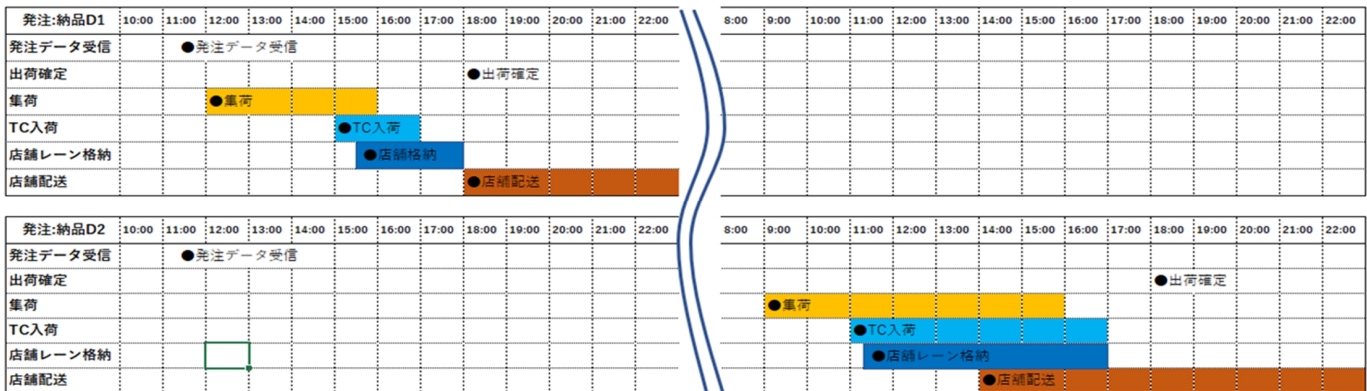 発注:納品D1 10:00 11:00 12:00 13:00 14:00 15:00 16:00 17:00 18:00 19:00 20:00 21:00 22:00 8:00 9:00 10:00 11:00 12:00 13:00 14:00 15:00 16:00 17:00 18:00 19:00 20:00 21:00 22:00
発注データ受信 ●発注データ受信
出荷確定 ●出荷確定
集荷 ●集荷
TC入荷 ●TC入荷
店舗レーン格納 ●店舗格納
店舗配送 ●店舗配送
発注:納品D2 10:00 11:00 12:00 13:00 14:00 15:00 16:00 17:00 18:00 19:00 20:00 21:00 22:00 8:00 9:00 10:00 11:00 12:00 13:00 14:00 15:00 16:00 17:00 18:00 19:00 20:00 21:00 22:00
発注データ受信 ●発注データ受信
出荷確定 ●出荷確定
集荷 ●集荷
TC入荷 ●TC入荷
店舗レーン格納 ●店舗レーン格納
店舗配送 ●店舗配送